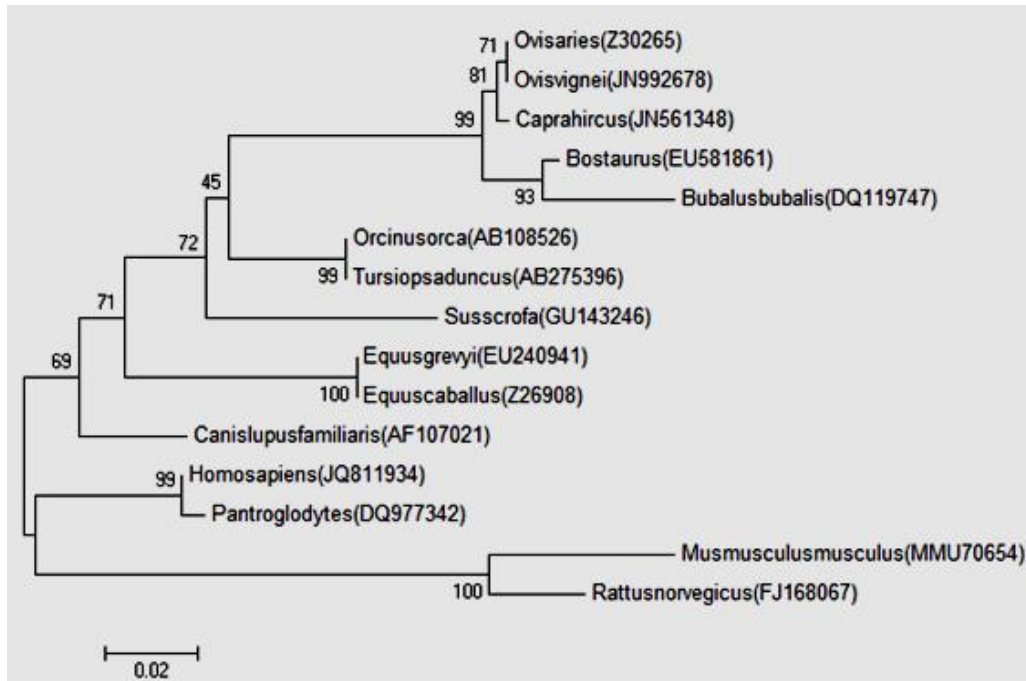 71 Ovisaries(Z30265)
81 Ovisvignei(JN992678)
Caprahircus(JN561348)
99
Bostaurus(EU581861)
93 Bubalusbubalis(DQ119747)
45
Orcinusorca(AB108526)
72
99 Tursiopsaduncus(AB275396)
71
Susscrofa(GU143246)
69
Equusgrevyi(EU240941)
100 Equuscaballus(Z26908)
Canislupusfamiliaris(AF107021)
99 Homosapiens(JQ811934)
Pantroglodytes(DQ977342)
Musmusculusmusculus(MMU70654)
100 Rattusnorvegicus(FJ168067)
0.02